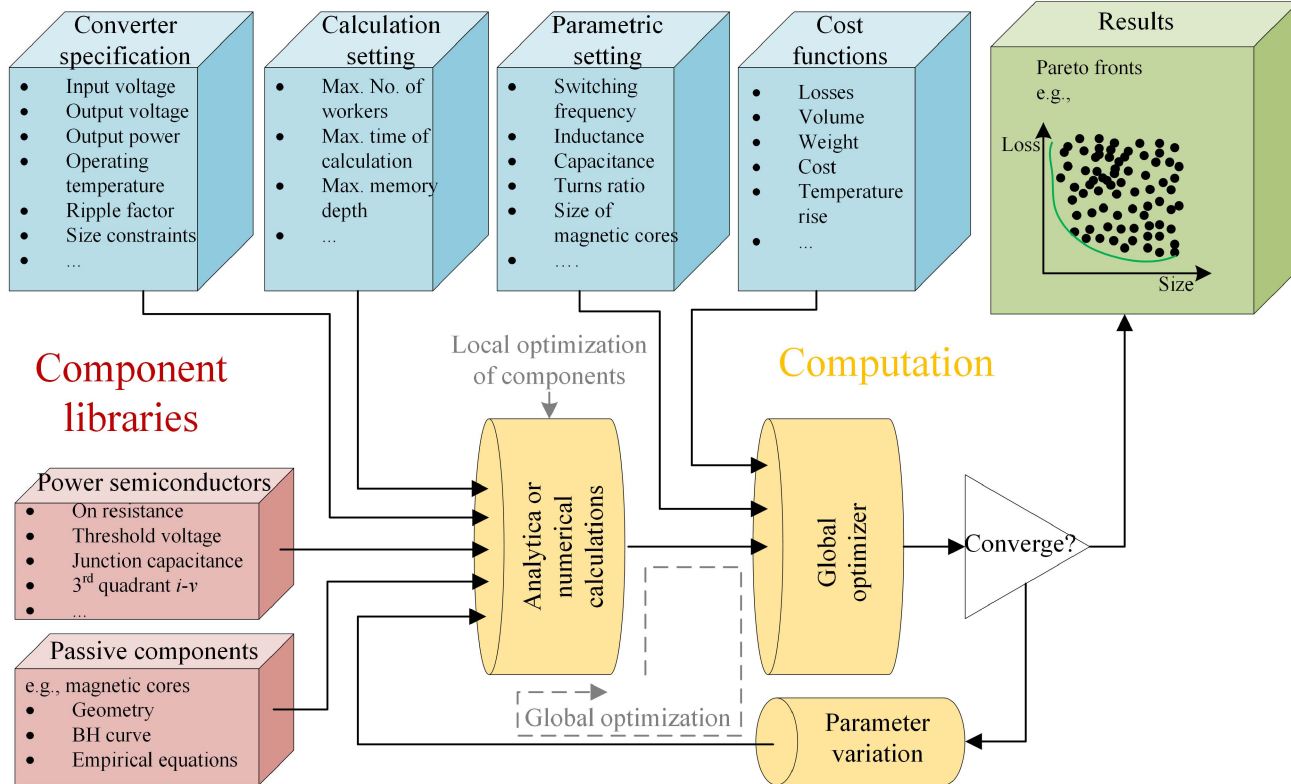 Converter
specification
● Input voltage
● Output voltage
● Output power
● Operating
temperature
● Ripple factor
● Size constraints
● ...
Calculation
setting
● Max. No. of
workers
● Max. time of
calculation
● Max. memory
depth
● ...
Parametric
setting
● Switching
frequency
● Inductance
● Capacitance
● Turns ratio
● Size of
magnetic cores
● ....
Cost
functions
● Losses
● Volume
● Weight
● Cost
● Temperature
rise
● ...
Results
Pareto fronts
e.g.,
Loss
Size
Component
libraries
Local optimization
of components
Computation
Power semiconductors
● On resistance
● Threshold voltage
● Junction capacitance
● 3rd quadrant i-v
● ...
Analytica or
numerical
calculations
Global
optimizer
Converge?
Passive components
e.g., magnetic cores
● Geometry
● BH curve
● Empirical equations
Global optimization
Parameter
variation